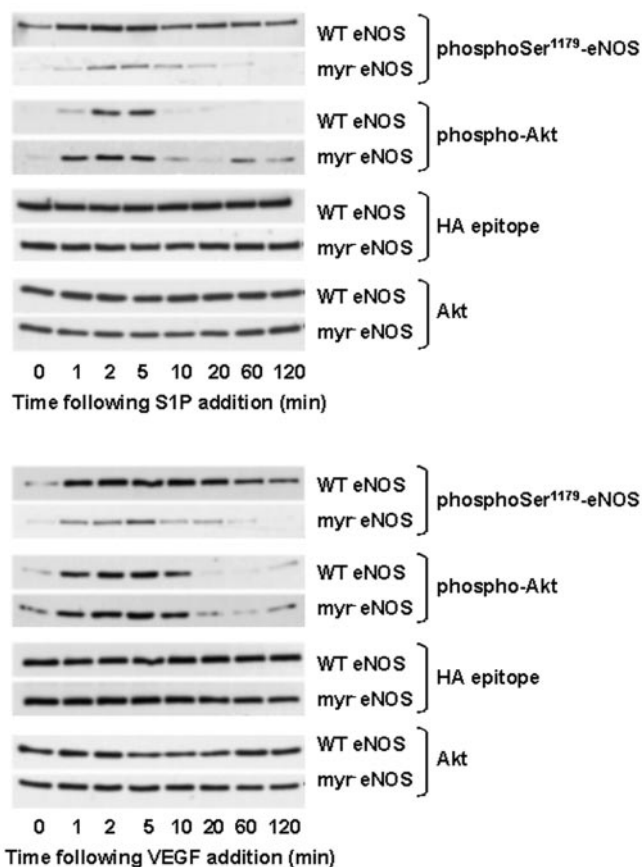 WT eNOS
phosphoSer1179-eNOS
myr⁻ eNOS
WT eNOS
phospho-Akt
myr⁻ eNOS
WT eNOS
HA epitope
myr⁻ eNOS
WT eNOS
Akt
myr⁻ eNOS
0 1 2 5 10 20 60 120
Time following S1P addition (min)
WT eNOS
phosphoSer1179-eNOS
myr⁻ eNOS
WT eNOS
phospho-Akt
myr⁻ eNOS
WT eNOS
HA epitope
myr⁻ eNOS
WT eNOS
Akt
myr⁻ eNOS
0 1 2 5 10 20 60 120
Time following VEGF addition (min)